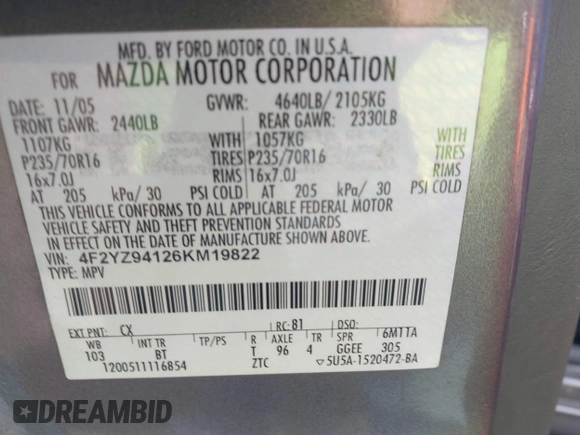 MFD. BY FORD MOTOR CO. IN U.S.A.
FOR MAZDA MOTOR CORPORATION
DATE: 11/05 GVWR: 4640LB/ 2105KG
FRONT GAWR: 2440LB REAR GAWR: 2330LB
1107KG WITH 1057KG WITH
P235/70R16 TIRES P235/70R16 TIRES
16x7.0J RIMS 16x7.0J RIMS
AT 205 kPa/ 30 PSI COLD AT 205 kPa/ 30 PSI COLD
THIS VEHICLE CONFORMS TO ALL APPLICABLE FEDERAL MOTOR
VEHICLE SAFETY AND THEFT PREVENTION STANDARDS
IN EFFECT ON THE DATE OF MANUFACTURE SHOWN ABOVE.
VIN: 4F2YZ94126KM19822
TYPE: MPV
EXT PNT: CX RC: 81 DSO:
WB INT TR TP/PS R AXLE TR SPR 6M1TA
103 BT T 96 4 GGEE 305
1200511116854 ZTC ▽5U5A-1520472-BA
DREAMBID